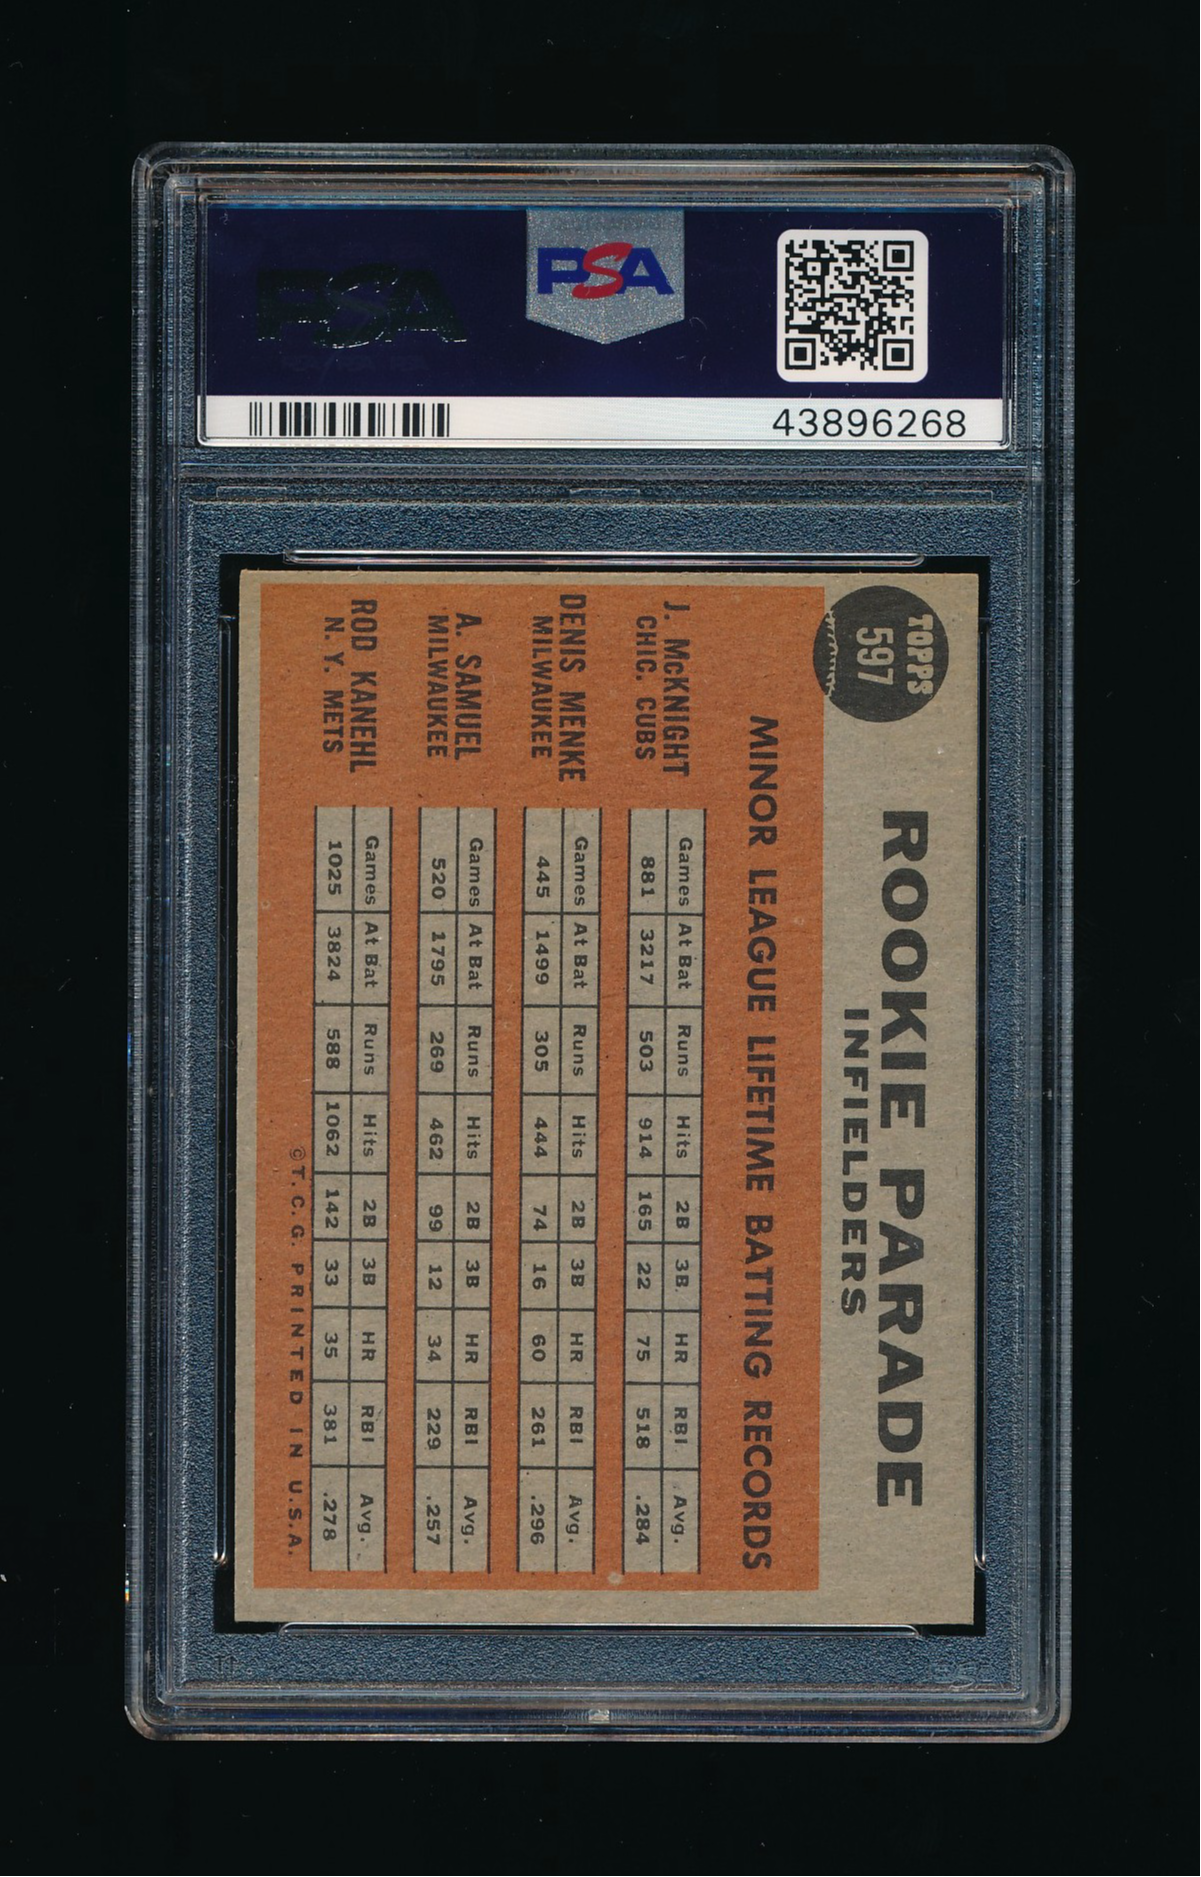 PSA
PSA
43896268
TOPPS
597
ROOKIE PARADE
INFIELDERS
MINOR LEAGUE LIFETIME BATTING RECORDS
J. McKNIGHT
CHIC. CUBS
Games At Bat Runs Hits 2B 3B. HR RBI Avg.
881 3217 503 914 165 22 75 518 .284
DENIS MENKE
MILWAUKEE
Games At Bat Runs Hits 2B 3B HR RBI Avg.
445 1499 305 444 74 16 60 261 .296
A. SAMUEL
MILWAUKEE
Games At Bat Runs Hits 2B 3B HR RBI Avg.
520 1795 269 462 99 12 34 229 .257
ROD KANEHL
N. Y. METS
Games At Bat Runs Hits 2B 3B HR RBI Avg.
1025 3824 588 1062 142 33 35 381 .278
©T. C. G. PRINTED IN U.S.A.